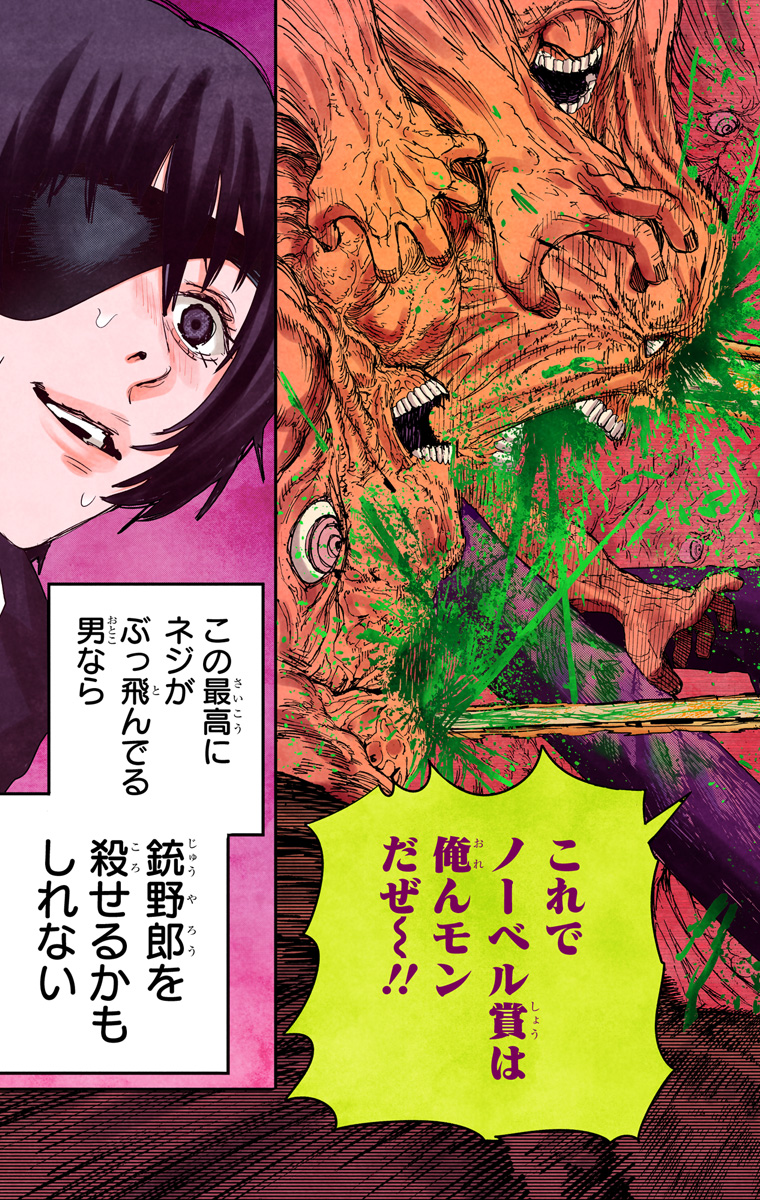 これで
ノーベル賞は
俺んモン
だぜ〜!!
この最高に
ネジが
ぶっ飛んでる
男なら
銃野郎を
殺せるかも
しれない